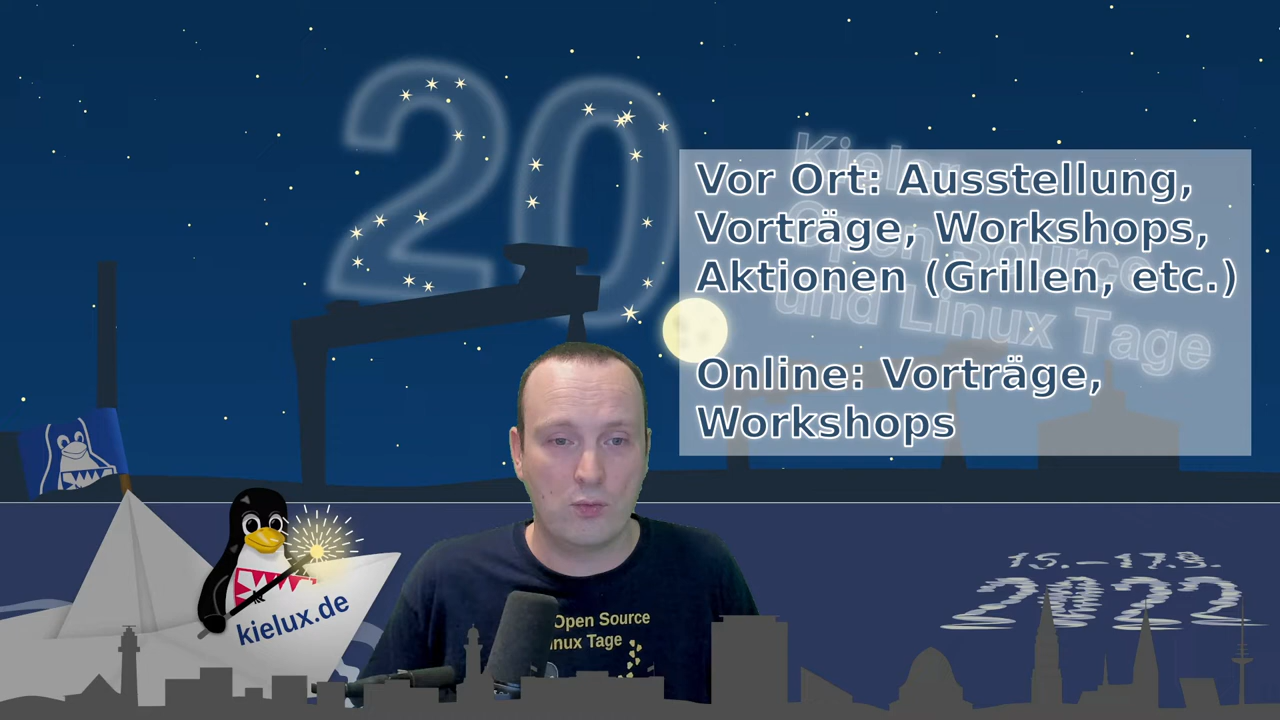 20
Kieler
Open Source
und Linux Tage
Vor Ort: Ausstellung,
Vorträge, Workshops,
Aktionen (Grillen, etc.)
Online: Vorträge,
Workshops
kielux.de
Open Source
inux Tage
15.–17.9.
2022